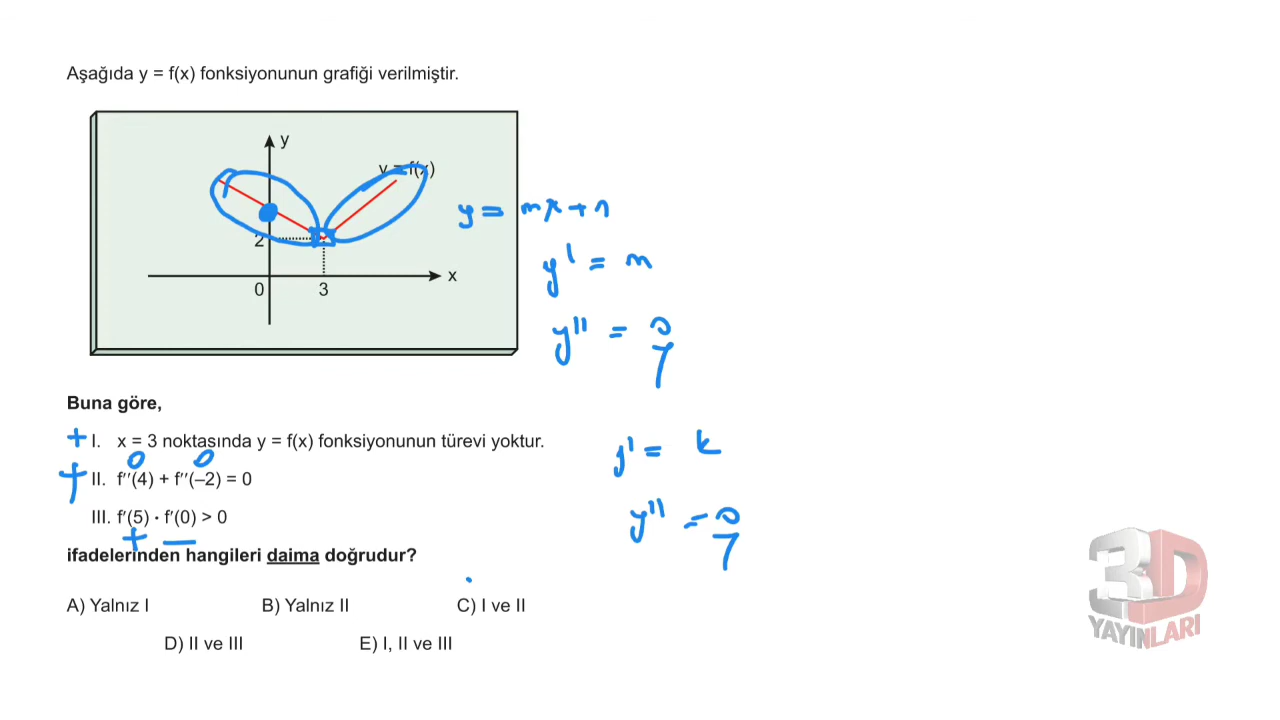 Aşağıda y = f(x) fonksiyonunun grafiği verilmiştir.
y
y = f(x)
2
x
0
3
y = mx + n
y' = m
y'' = 0
y' = k
y'' = 0
Buna göre,
+ I. x = 3 noktasında y = f(x) fonksiyonunun türevi yoktur.
0 0
+ II. f''(4) + f''(–2) = 0
III. f'(5) · f'(0) > 0
+ –
ifadelerinden hangileri daima doğrudur?
A) Yalnız I B) Yalnız II C) I ve II
D) II ve III E) I, II ve III
3D
YAYINLARI